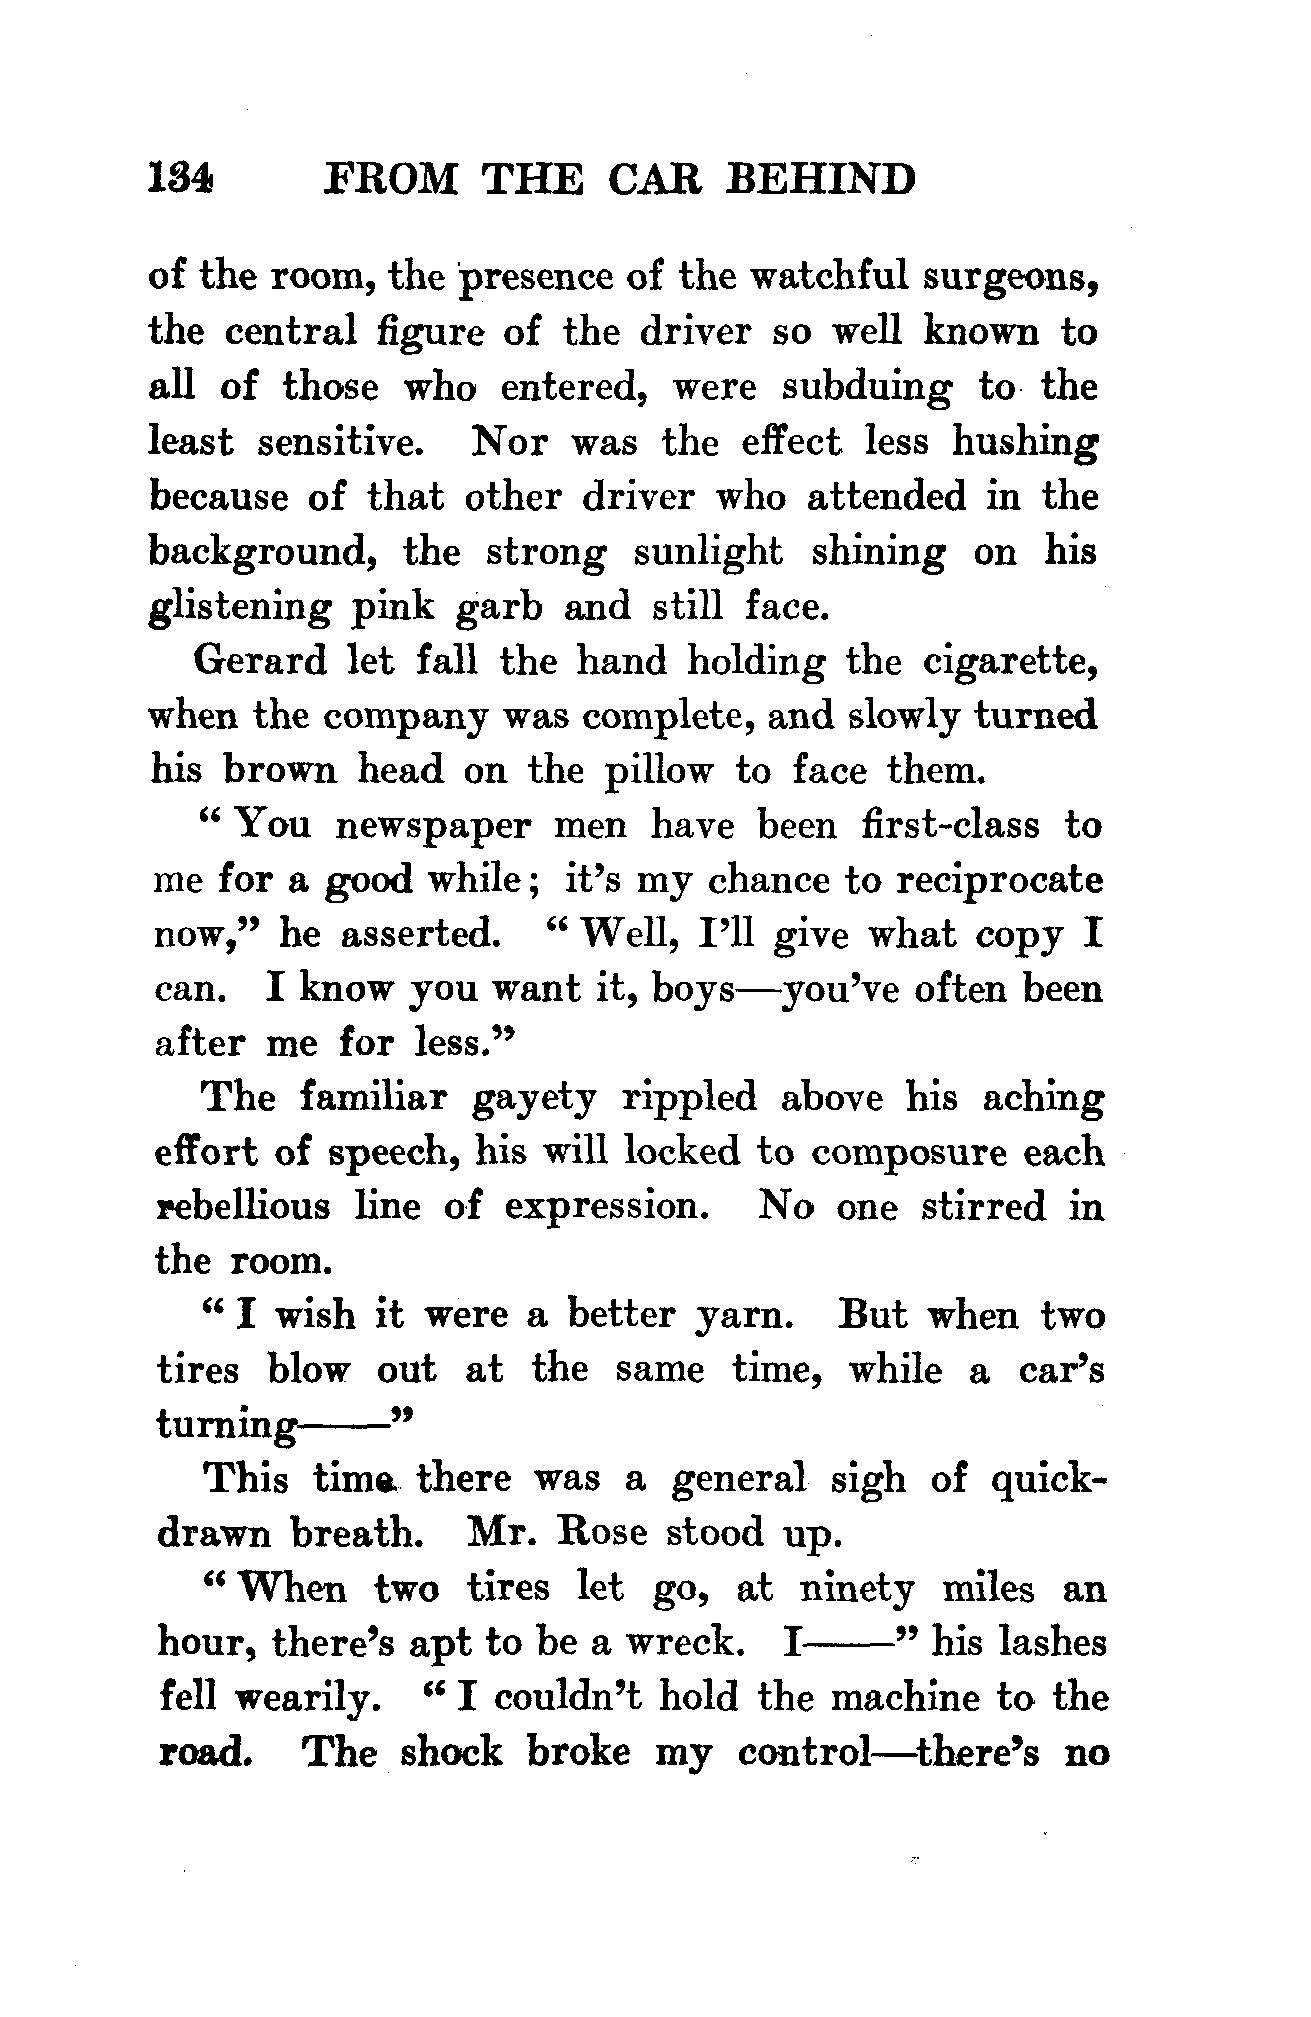 134 FROM THE CAR BEHIND
of the room, the presence of the watchful surgeons,
the central figure of the driver so well known to
all of those who entered, were subduing to the
least sensitive. Nor was the effect less hushing
because of that other driver who attended in the
background, the strong sunlight shining on his
glistening pink garb and still face.
Gerard let fall the hand holding the cigarette,
when the company was complete, and slowly turned
his brown head on the pillow to face them.
“ You newspaper men have been first-class to
me for a good while; it’s my chance to reciprocate
now,” he asserted. “ Well, I’ll give what copy I
can. I know you want it, boys—you’ve often been
after me for less.”
The familiar gayety rippled above his aching
effort of speech, his will locked to composure each
rebellious line of expression. No one stirred in
the room.
“ I wish it were a better yarn. But when two
tires blow out at the same time, while a car’s
turning——”
This time there was a general sigh of quick-
drawn breath. Mr. Rose stood up.
“ When two tires let go, at ninety miles an
hour, there’s apt to be a wreck. I——” his lashes
fell wearily. “ I couldn’t hold the machine to the
road. The shock broke my control—there’s no